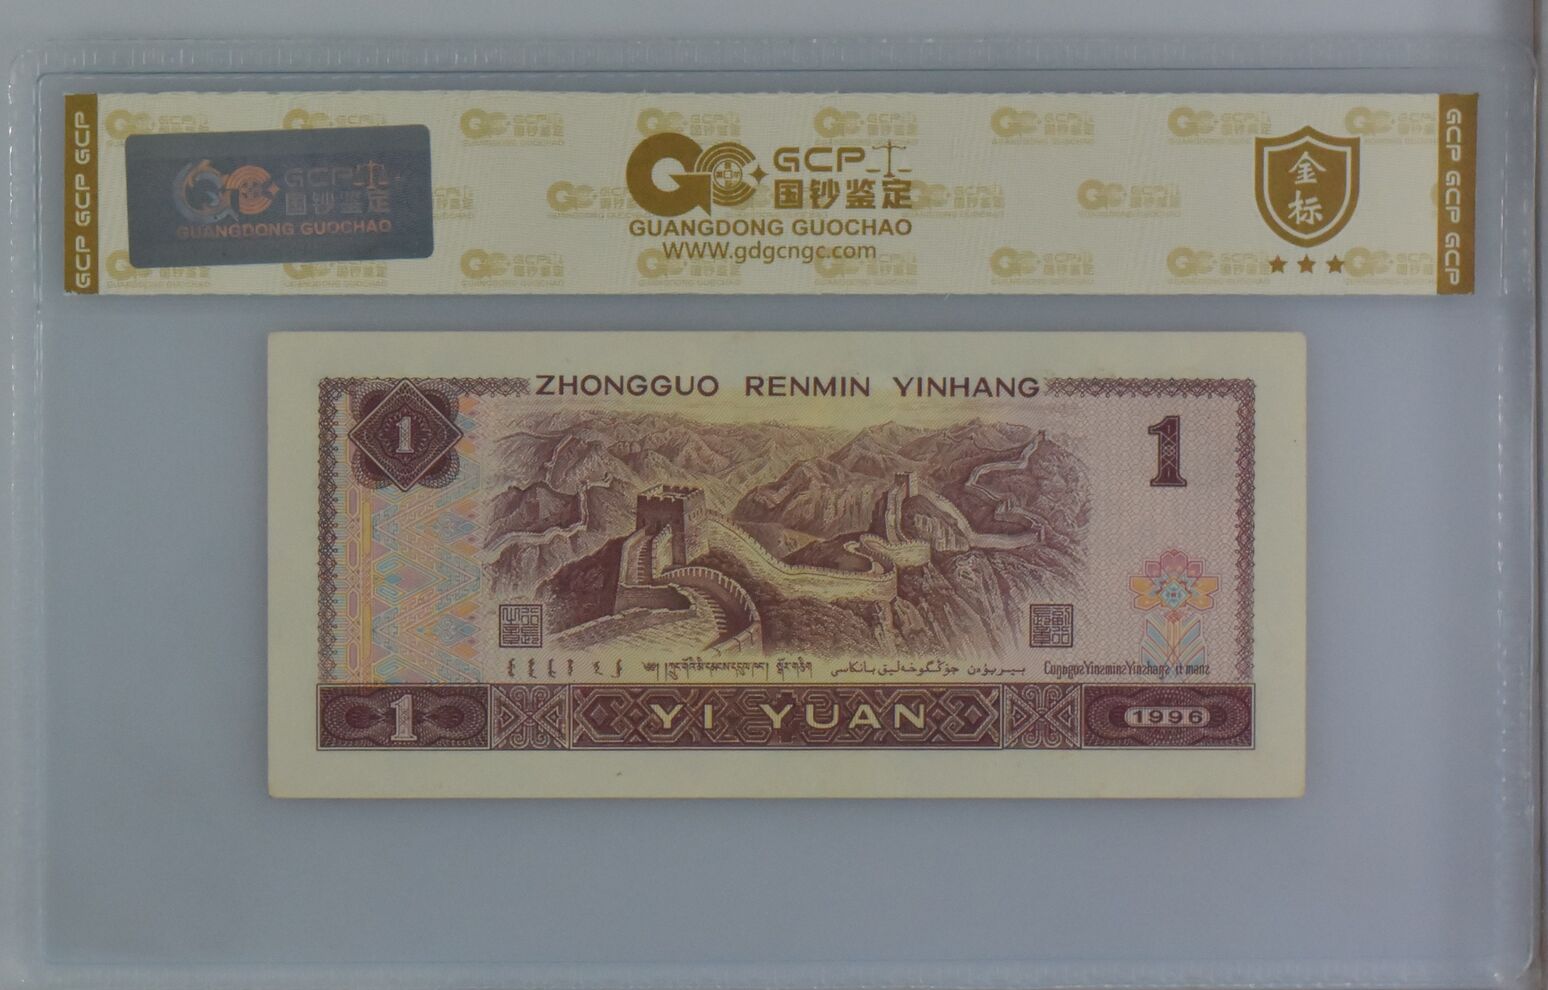 GCP GCP GCP
GCP
国钞鉴定
GUANGDONG GUOCHAO
GCP
国钞鉴定
GUANGDONG GUOCHAO
WWW.gdgcngc.com
金
标
GCP GCP GCP
ZHONGGUO RENMIN YINHANG
1
1
YI YUAN
1
1996